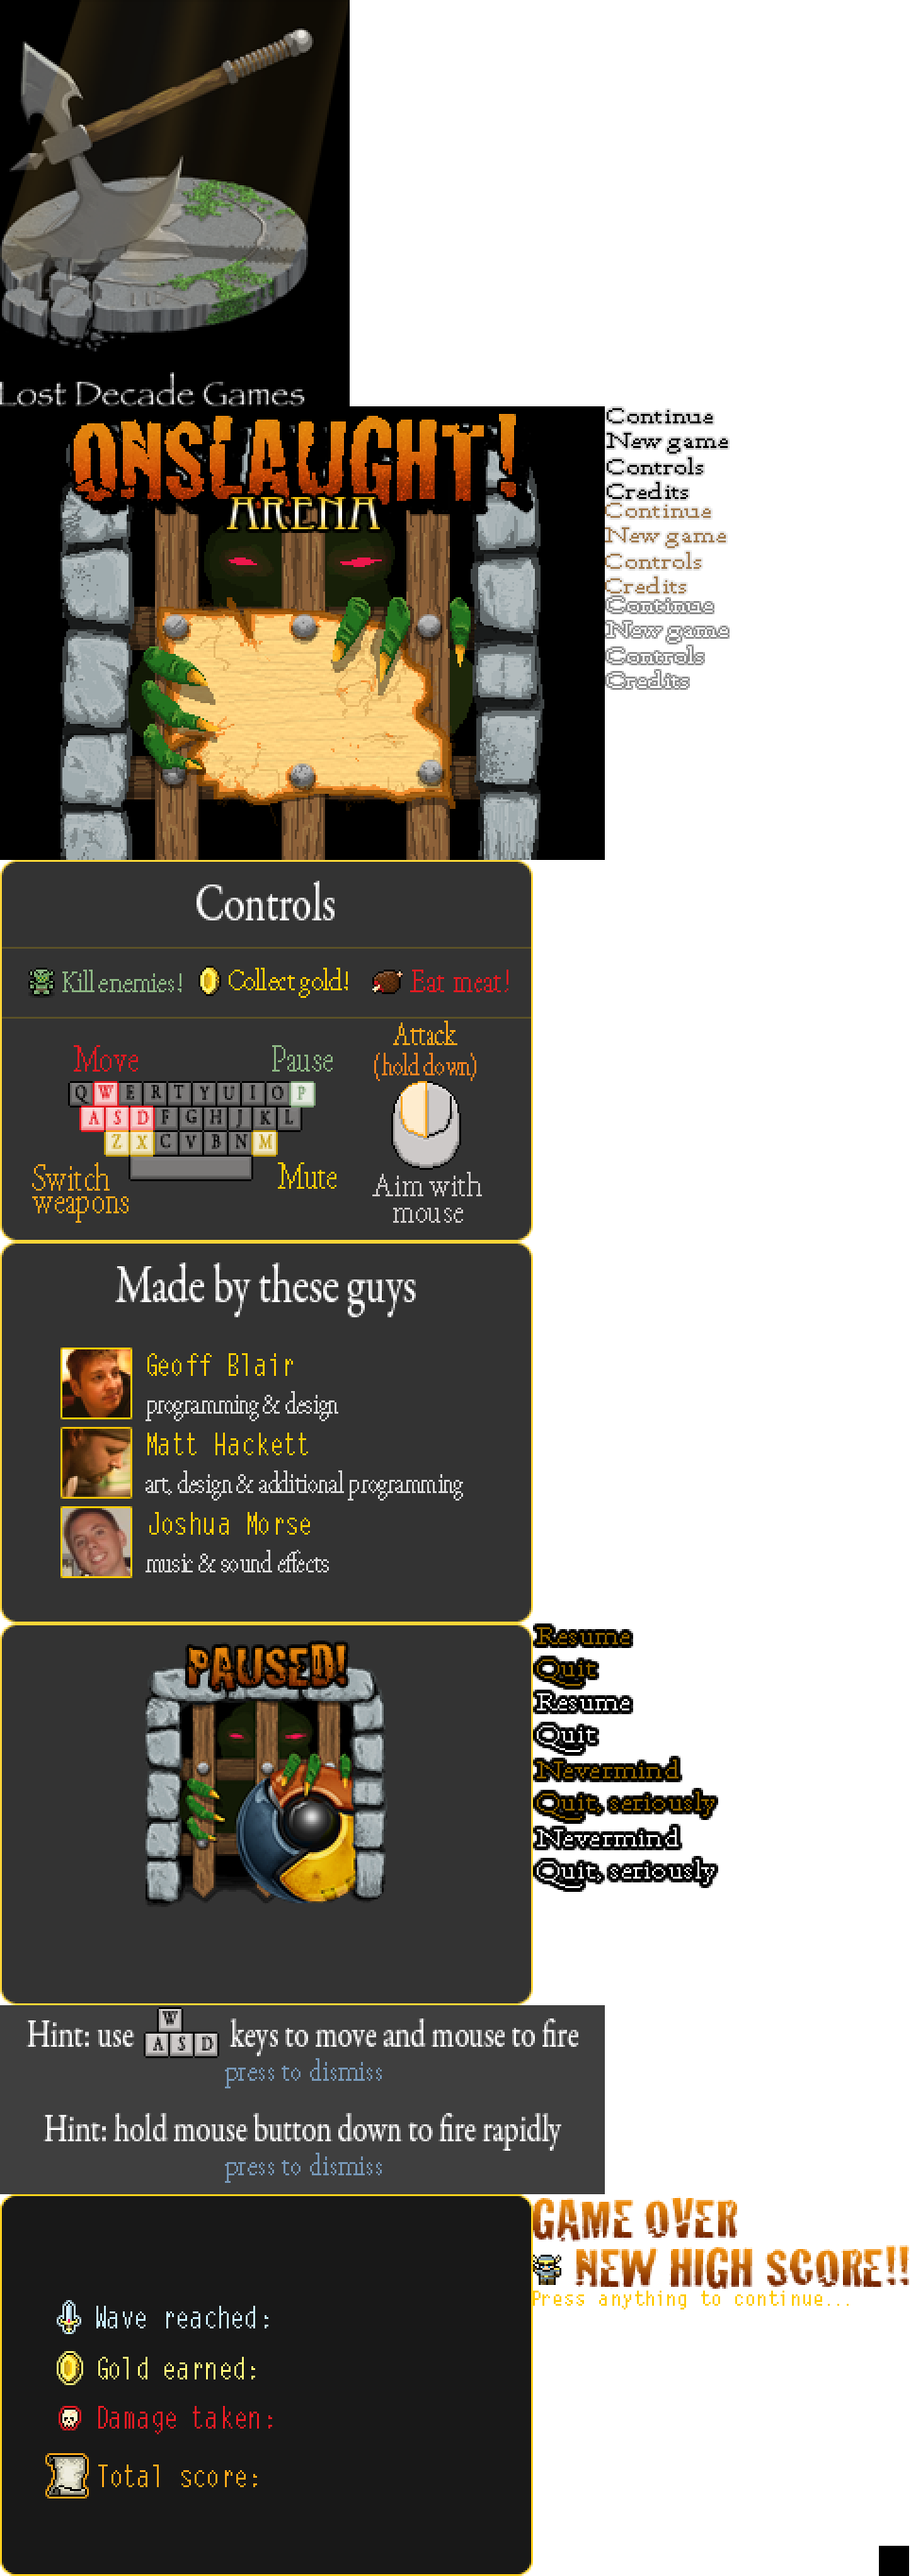 Lost Decade Games
ONSLAUGHT!
ARENA
Continue
New game
Controls
Credits
Continue
New game
Controls
Credits
Continue
New game
Controls
Credits
Controls
Kill enemies! Collect gold! Eat meat!
Attack
(hold down)
Move Pause
Q W E R T Y U I O P
A S D F G H J K L
Z X C V B N M
Switch
weapons
Mute
Aim with
mouse
Made by these guys
Geoff Blair
programming & design
Matt Hackett
art, design & additional programming
Joshua Morse
music & sound effects
PAUSED!
Resume
Quit
Resume
Quit
Nevermind
Quit, seriously
Nevermind
Quit, seriously
Hint: use W A S D keys to move and mouse to fire
press to dismiss
Hint: hold mouse button down to fire rapidly
press to dismiss
GAME OVER
NEW HIGH SCORE!!
Press anything to continue...
Wave reached:
Gold earned:
Damage taken:
Total score: